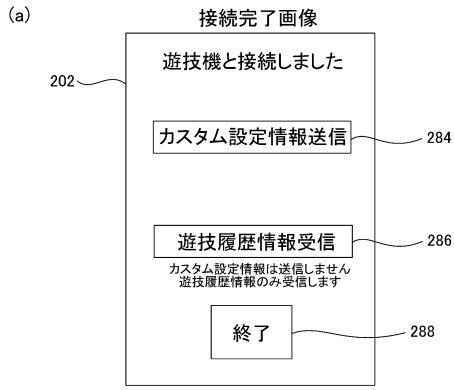 (a)
接続完了画像
遊技機と接続しました
202
カスタム設定情報送信
284
遊技履歴情報受信
286
カスタム設定情報は送信しません
遊技履歴情報のみ受信します
終了
288